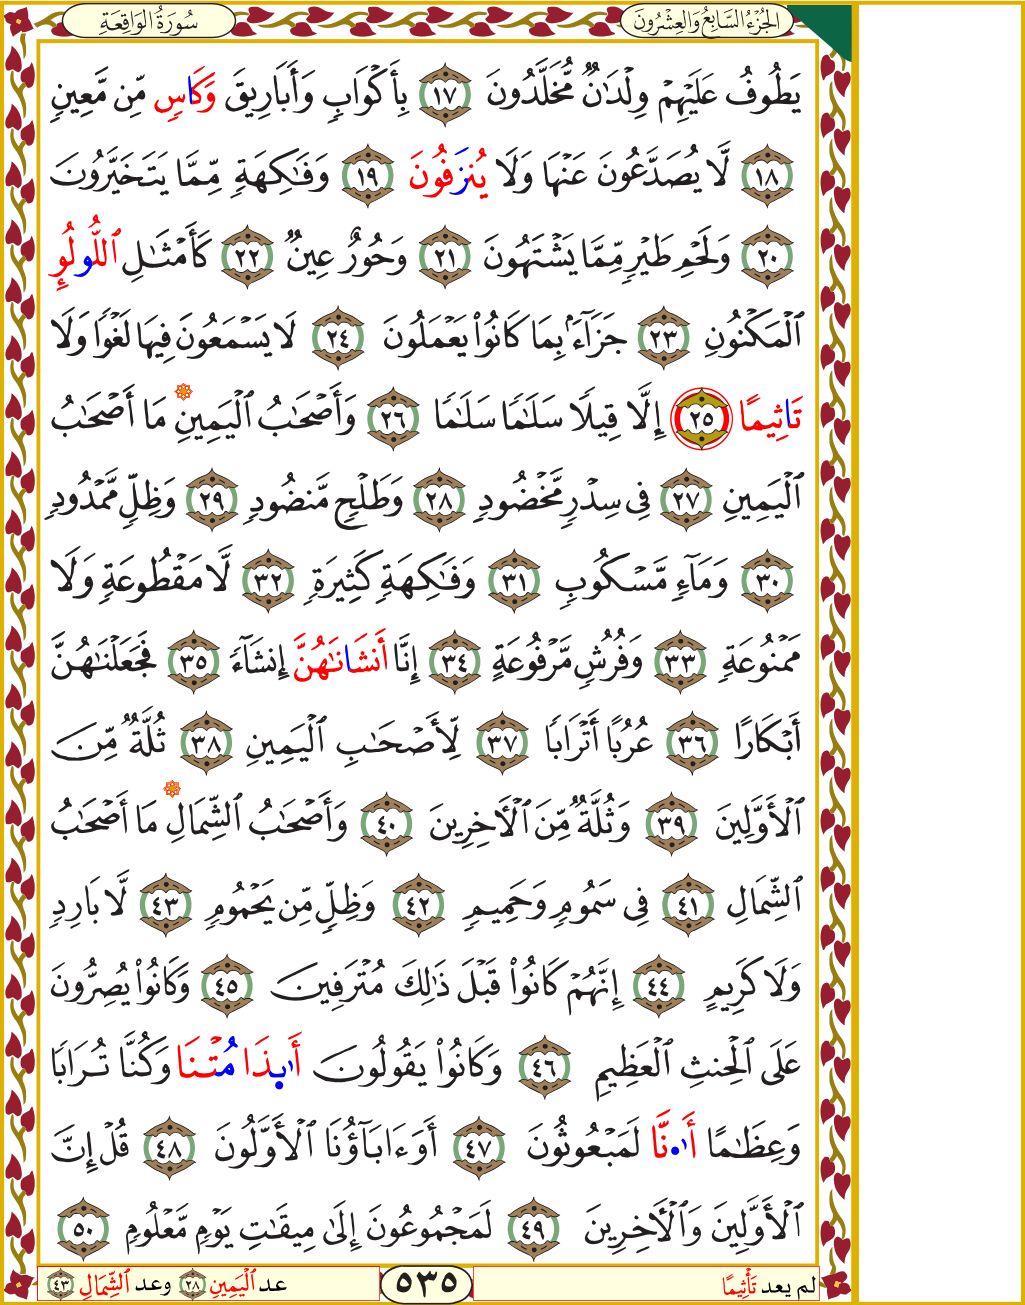 الجُزْءُ السَّابِعُ وَالعِشْرُونَ
سُورَةُ الوَاقِعَةِ
يَطُوفُ عَلَيۡهِمۡ وِلۡدَٰنٞ مُّخَلَّدُونَ ١٧ بِأَكۡوَابٖ وَأَبَارِيقَ وَكَاسٖ مِّن مَّعِينٖ
١٨ لَّا يُصَدَّعُونَ عَنۡهَا وَلَا يُنزَفُونَ ١٩ وَفَٰكِهَةٖ مِّمَّا يَتَخَيَّرُونَ
٢٠ وَلَحۡمِ طَيۡرٖ مِّمَّا يَشۡتَهُونَ ٢١ وَحُورٌ عِينٞ ٢٢ كَأَمۡثَٰلِ ٱللُّولُوِٕ
ٱلۡمَكۡنُونِ ٢٣ جَزَآءَۢ بِمَا كَانُواْ يَعۡمَلُونَ ٢٤ لَا يَسۡمَعُونَ فِيهَا لَغۡوٗا وَلَا
تَاثِيمًا ٢٥ إِلَّا قِيلٗا سَلَٰمٗا سَلَٰمٗا ٢٦ وَأَصۡحَٰبُ ٱلۡيَمِينِ مَآ أَصۡحَٰبُ
ٱلۡيَمِينِ ٢٧ فِي سِدۡرٖ مَّخۡضُودٖ ٢٨ وَطَلۡحٖ مَّنضُودٖ ٢٩ وَظِلّٖ مَّمۡدُودٖ
٣٠ وَمَآءٖ مَّسۡكُوبٖ ٣١ وَفَٰكِهَةٖ كَثِيرَةٖ ٣٢ لَّا مَقۡطُوعَةٖ وَلَا
مَمۡنُوعَةٖ ٣٣ وَفُرُشٖ مَّرۡفُوعَةٍ ٣٤ إِنَّآ أَنشَانَٰهُنَّ إِنشَآءٗ ٣٥ فَجَعَلۡنَٰهُنَّ
أَبۡكَارًا ٣٦ عُرُبًا أَتۡرَابٗا ٣٧ لِّأَصۡحَٰبِ ٱلۡيَمِينِ ٣٨ ثُلَّةٞ مِّنَ
ٱلۡأَوَّلِينَ ٣٩ وَثُلَّةٞ مِّنَ ٱلۡأٓخِرِينَ ٤٠ وَأَصۡحَٰبُ ٱلشِّمَالِ مَآ أَصۡحَٰبُ
ٱلشِّمَالِ ٤١ فِي سَمُومٖ وَحَمِيمٖ ٤٢ وَظِلّٖ مِّن يَحۡمُومٖ ٤٣ لَّا بَارِدٖ
وَلَا كَرِيمٍ ٤٤ إِنَّهُمۡ كَانُواْ قَبۡلَ ذَٰلِكَ مُتۡرَفِينَ ٤٥ وَكَانُواْ يُصِرُّونَ
عَلَى ٱلۡحِنثِ ٱلۡعَظِيمِ ٤٦ وَكَانُواْ يَقُولُونَ أَ۟ىِٕذَا مُتۡنَا وَكُنَّا تُرَابٗا
وَعِظَٰمًا أَ۟•نَّا لَمَبۡعُوثُونَ ٤٧ أَوَءَابَآؤُنَا ٱلۡأَوَّلُونَ ٤٨ قُلۡ إِنَّ
ٱلۡأَوَّلِينَ وَٱلۡأٓخِرِينَ ٤٩ لَمَجۡمُوعُونَ إِلَىٰ مِيقَٰتِ يَوۡمٖ مَّعۡلُومٖ ٥٠
لم يعد تَأۡثِيمًا
٥٣٥
عد ٱلۡيَمِينِ ٢٨ وعد ٱلشِّمَالِ ٤٣